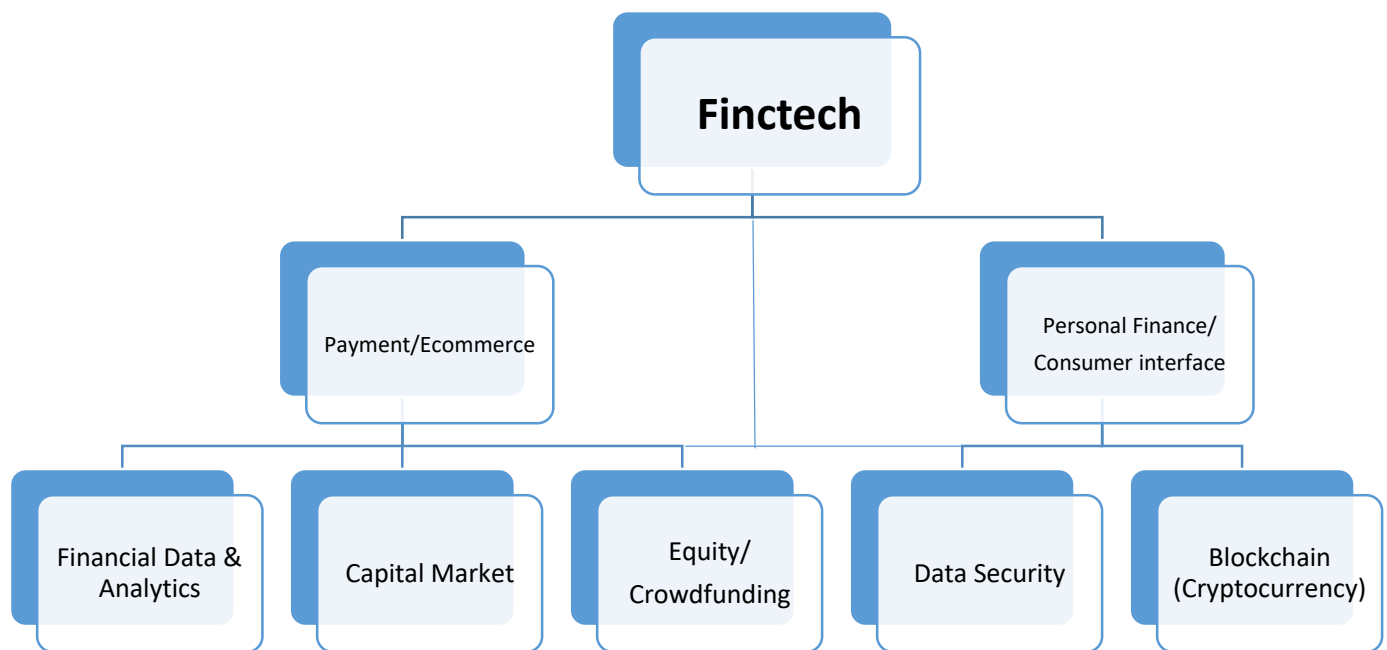 Finctech
Payment/Ecommerce
Personal Finance/
Consumer interface
Financial Data &
Analytics
Capital Market
Equity/
Crowdfunding
Data Security
Blockchain
(Cryptocurrency)